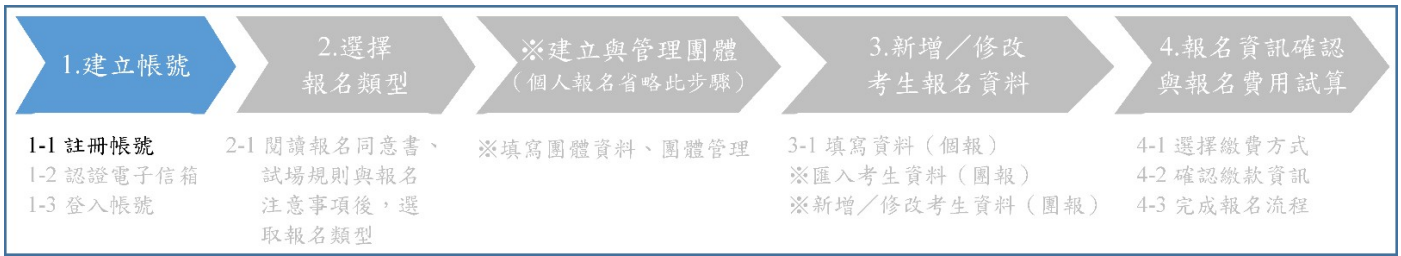 1.建立帳號
2.選擇
報名類型
※建立與管理團體
（個人報名省略此步驟）
3.新增／修改
考生報名資料
4.報名資訊確認
與報名費用試算
1-1 註冊帳號
1-2 認證電子信箱
1-3 登入帳號
2-1 閱讀報名同意書、
試場規則與報名
注意事項後，選
取報名類型
※填寫團體資料、團體管理
3-1 填寫資料（個報）
※匯入考生資料（團報）
※新增／修改考生資料（團報）
4-1 選擇繳費方式
4-2 確認繳款資訊
4-3 完成報名流程